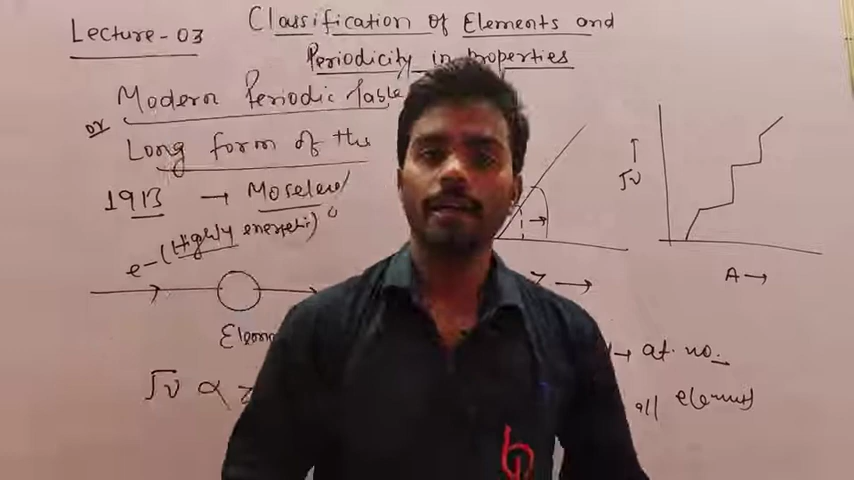 Lecture-03
Classification of Elements and
Periodicity in Properties
Modern Periodic Table
or
Long form of the
1913 → Moseley
e- (Highly energetic)
√ν
A →
Z →
→ at. no.
√ν ∝
all element